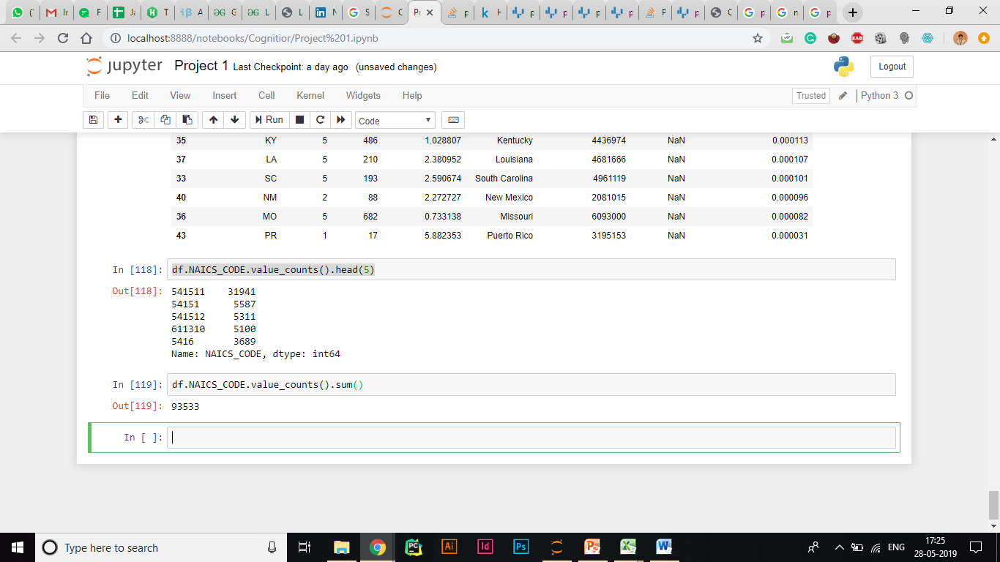 localhost:8888/notebooks/Cognitior/Project%201.ipynb
EAB
jupyter Project 1 Last Checkpoint: a day ago (unsaved changes)
Logout
File Edit View Insert Cell Kernel Widgets Help
Trusted Python 3
Run Code
35 KY 5 486 1.028807 Kentucky 4436974 NaN 0.000113
37 LA 5 210 2.380952 Louisiana 4681666 NaN 0.000107
33 SC 5 193 2.590674 South Carolina 4961119 NaN 0.000101
40 NM 2 88 2.272727 New Mexico 2081015 NaN 0.000096
36 MO 5 682 0.733138 Missouri 6093000 NaN 0.000082
43 PR 1 17 5.882353 Puerto Rico 3195153 NaN 0.000031
In [118]: df.NAICS_CODE.value_counts().head(5)
Out[118]: 541511 31941
54151 5587
541512 5311
611310 5100
5416 3689
Name: NAICS_CODE, dtype: int64
In [119]: df.NAICS_CODE.value_counts().sum()
Out[119]: 93533
In [ ]:
Type here to search
PC Ai Id Ps
ENG
17:25
28-05-2019